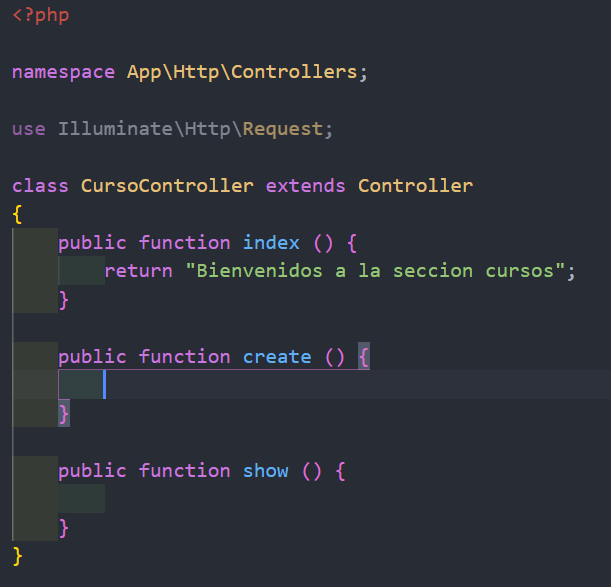 <?php
namespace App\Http\Controllers;
use Illuminate\Http\Request;
class CursoController extends Controller
{
public function index () {
return "Bienvenidos a la seccion cursos";
}
public function create () {
}
public function show () {
}
}